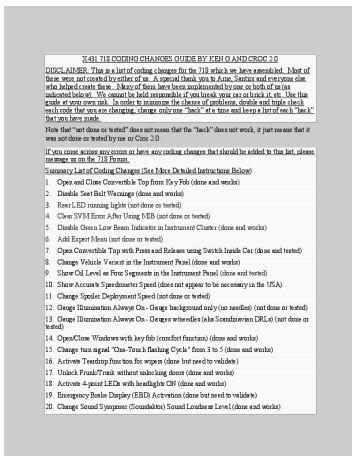 X431 718 CODING CHANGES GUIDE BY KEN G AND CROC 2.0
DISCLAIMER: This is a list of coding changes for the 718 which we have assembled. Most of
these were not created by either of us. A special thank you to Ame, Santirx and everyone else
who helped create these. Many of them have been implemented by one or both of us (as
indicated below). We cannot be held responsible if you break your car or brick it, etc. Use this
guide at your own risk. In order to minimize the chance of problems, double and triple check
each code that you are changing, change only one "hack" at a time and keep a list of each "hack"
that you have made.
Note that "not done or tested" does not mean that the "hack" does not work, it just means that it
was not done or tested by me or Croc 2.0.
If you come across any errors or have any coding changes that should be added to this list, please
message us on the 718 Forum.
Summary List of Coding Changes (See More Detailed Instructions Below)
1. Open and Close Convertible Top from Key Fob (done and works)
2. Disable Seat Belt Warnings (done and works)
3. Rear LED running lights (not done or tested)
4. Clear SVM Error After Using MIB (not done or tested)
5. Disable Green Low Beam Indicator in Instrument Cluster (done and works)
6. Add Expert Menu (not done or tested)
7. Open Convertible Top with Press and Release using Switch Inside Car (done and works)
8. Change Vehicle Variant in the Instrument Panel (done and works)
9. Show Oil Level as Four Segments in the Instrument Panel (done and tested)
10. Show Accurate Speedometer Speed (does not appear to be necessary in the USA)
11. Change Spoiler Deployment Speed (not done or tested)
12. Gauge Illumination Always On - Gauge background only (no needles) (not done or tested)
13. Gauge Illumination Always On - Gauges w/needles (aka Scandinavian DRLs) (not done or
tested)
14. Open/Close Windows with key fob (comfort function) (done and works)
15. Change turn signal "One-Touch flashing Cycle" from 3 to 5 (done and works)
16. Activate Teardrop function for wipers (done but need to validate)
17. Unlock Frunk/Trunk without unlocking doors (done and works)
18. Activate 4-point LEDs with headlights ON (done and works)
19. Emergency Brake Display (EBD) Activation (done but need to validate)
20. Change Sound Symposer (Soundaktor) Sound Loudness Level (done and works)